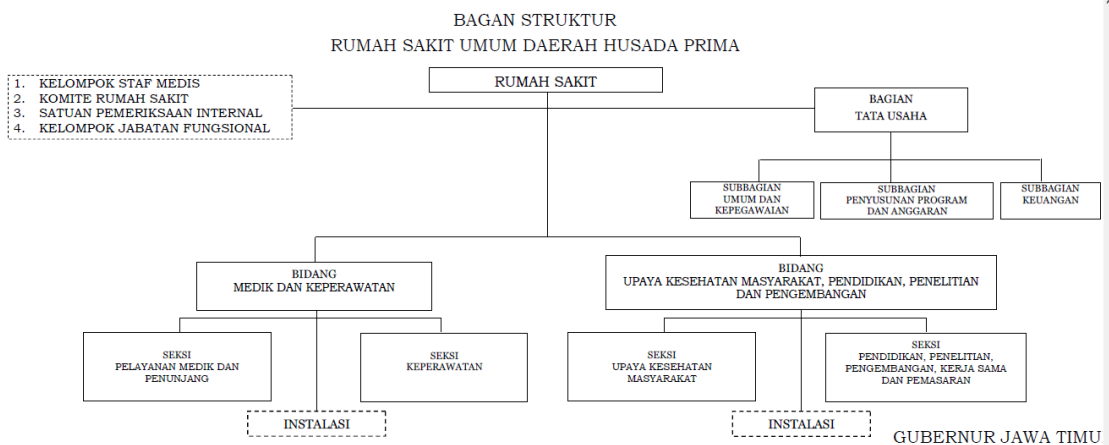 BAGAN STRUKTUR
RUMAH SAKIT UMUM DAERAH HUSADA PRIMA
RUMAH SAKIT
1. KELOMPOK STAF MEDIS
2. KOMITE RUMAH SAKIT
3. SATUAN PEMERIKSAAN INTERNAL
4. KELOMPOK JABATAN FUNGSIONAL
BAGIAN
TATA USAHA
SUBBAGIAN
UMUM DAN
KEPEGAWAIAN
SUBBAGIAN
PENYUSUNAN PROGRAM
DAN ANGGARAN
SUBBAGIAN
KEUANGAN
BIDANG
MEDIK DAN KEPERAWATAN
BIDANG
UPAYA KESEHATAN MASYARAKAT, PENDIDIKAN, PENELITIAN
DAN PENGEMBANGAN
SEKSI
PELAYANAN MEDIK DAN
PENUNJANG
SEKSI
KEPERAWATAN
SEKSI
UPAYA KESEHATAN
MASYARAKAT
SEKSI
PENDIDIKAN, PENELITIAN,
PENGEMBANGAN, KERJA SAMA
DAN PEMASARAN
INSTALASI
INSTALASI
GUBERNUR JAWA TIMU